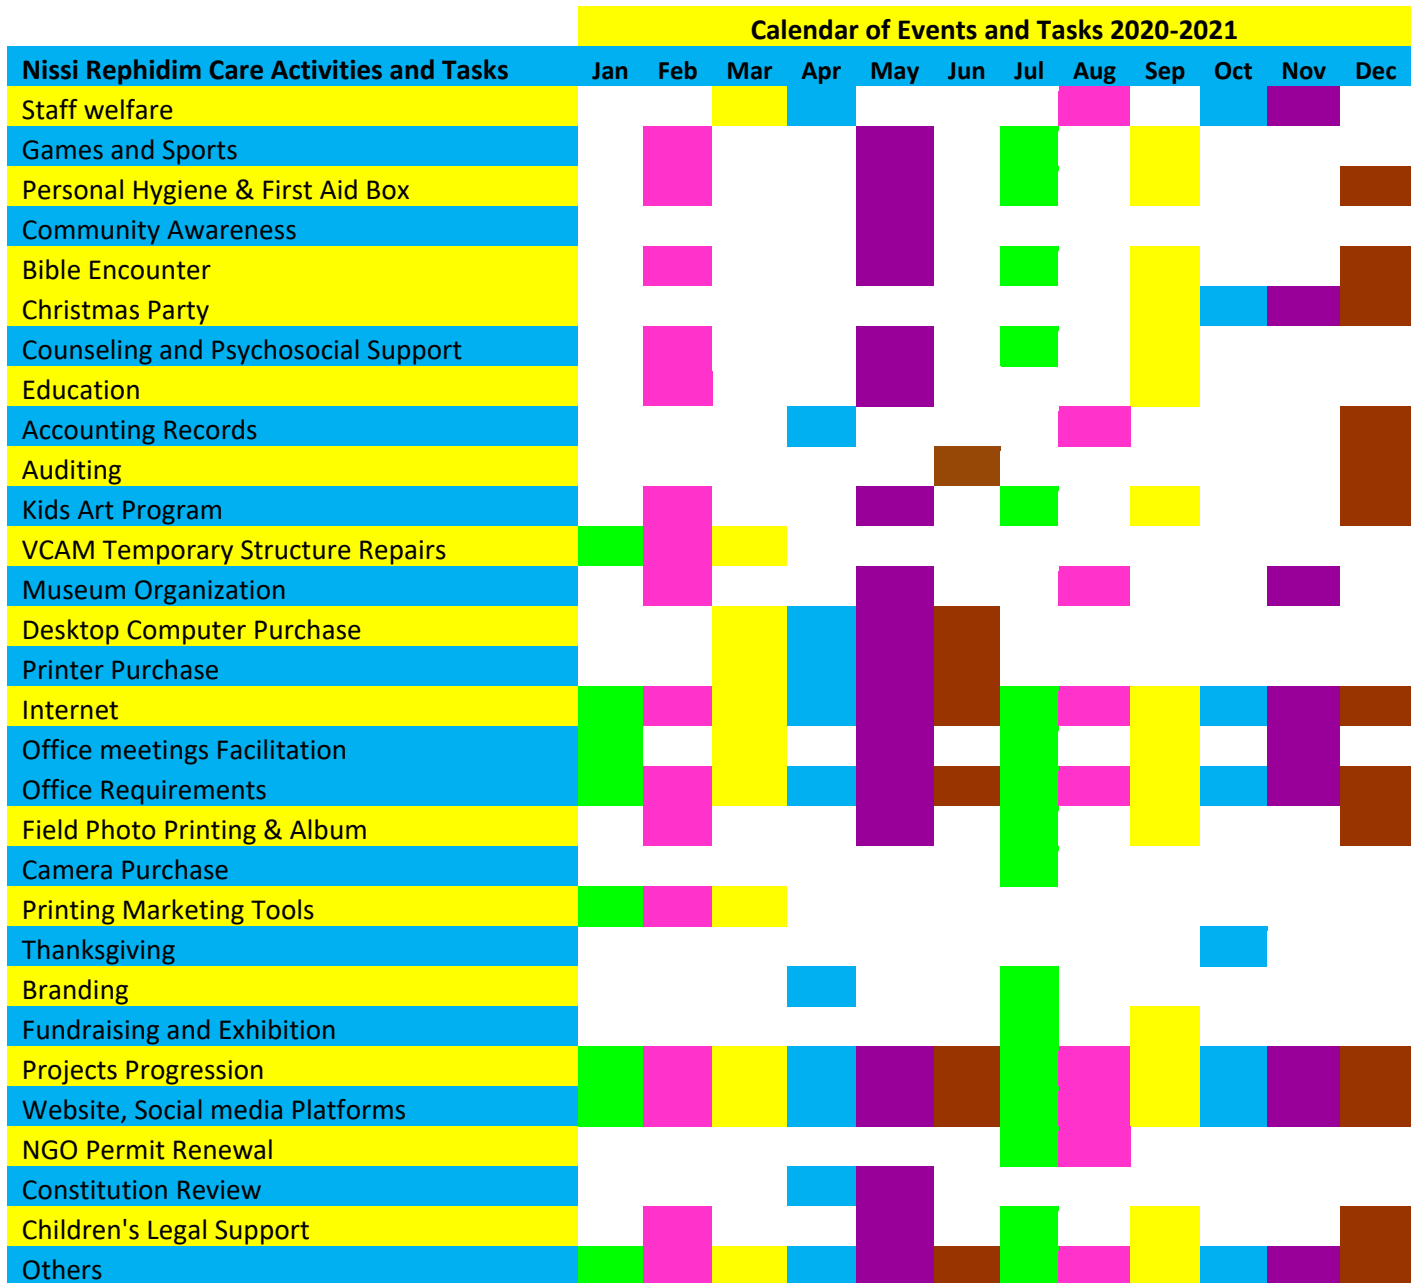 Calendar of Events and Tasks 2020-2021
Nissi Rephidim Care Activities and Tasks Jan Feb Mar Apr May Jun Jul Aug Sep Oct Nov Dec
Staff welfare
Games and Sports
Personal Hygiene & First Aid Box
Community Awareness
Bible Encounter
Christmas Party
Counseling and Psychosocial Support
Education
Accounting Records
Auditing
Kids Art Program
VCAM Temporary Structure Repairs
Museum Organization
Desktop Computer Purchase
Printer Purchase
Internet
Office meetings Facilitation
Office Requirements
Field Photo Printing & Album
Camera Purchase
Printing Marketing Tools
Thanksgiving
Branding
Fundraising and Exhibition
Projects Progression
Website, Social media Platforms
NGO Permit Renewal
Constitution Review
Children's Legal Support
Others